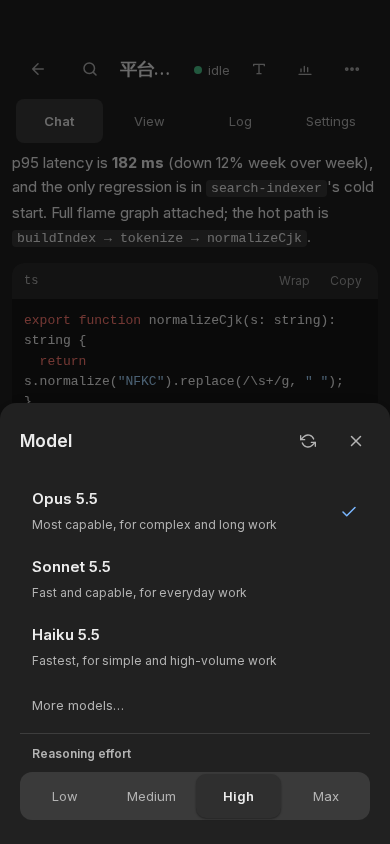 平台... idle
Chat View Log Settings
p95 latency is 182 ms (down 12% week over week),
and the only regression is in search-indexer's cold
start. Full flame graph attached; the hot path is
buildIndex → tokenize → normalizeCjk.
ts Wrap Copy
export function normalizeCjk(s: string):
string {
return
s.normalize("NFKC").replace(/\s+/g, " ");
}
Model
Opus 5.5
Most capable, for complex and long work
Sonnet 5.5
Fast and capable, for everyday work
Haiku 5.5
Fastest, for simple and high-volume work
More models...
Reasoning effort
Low Medium High Max